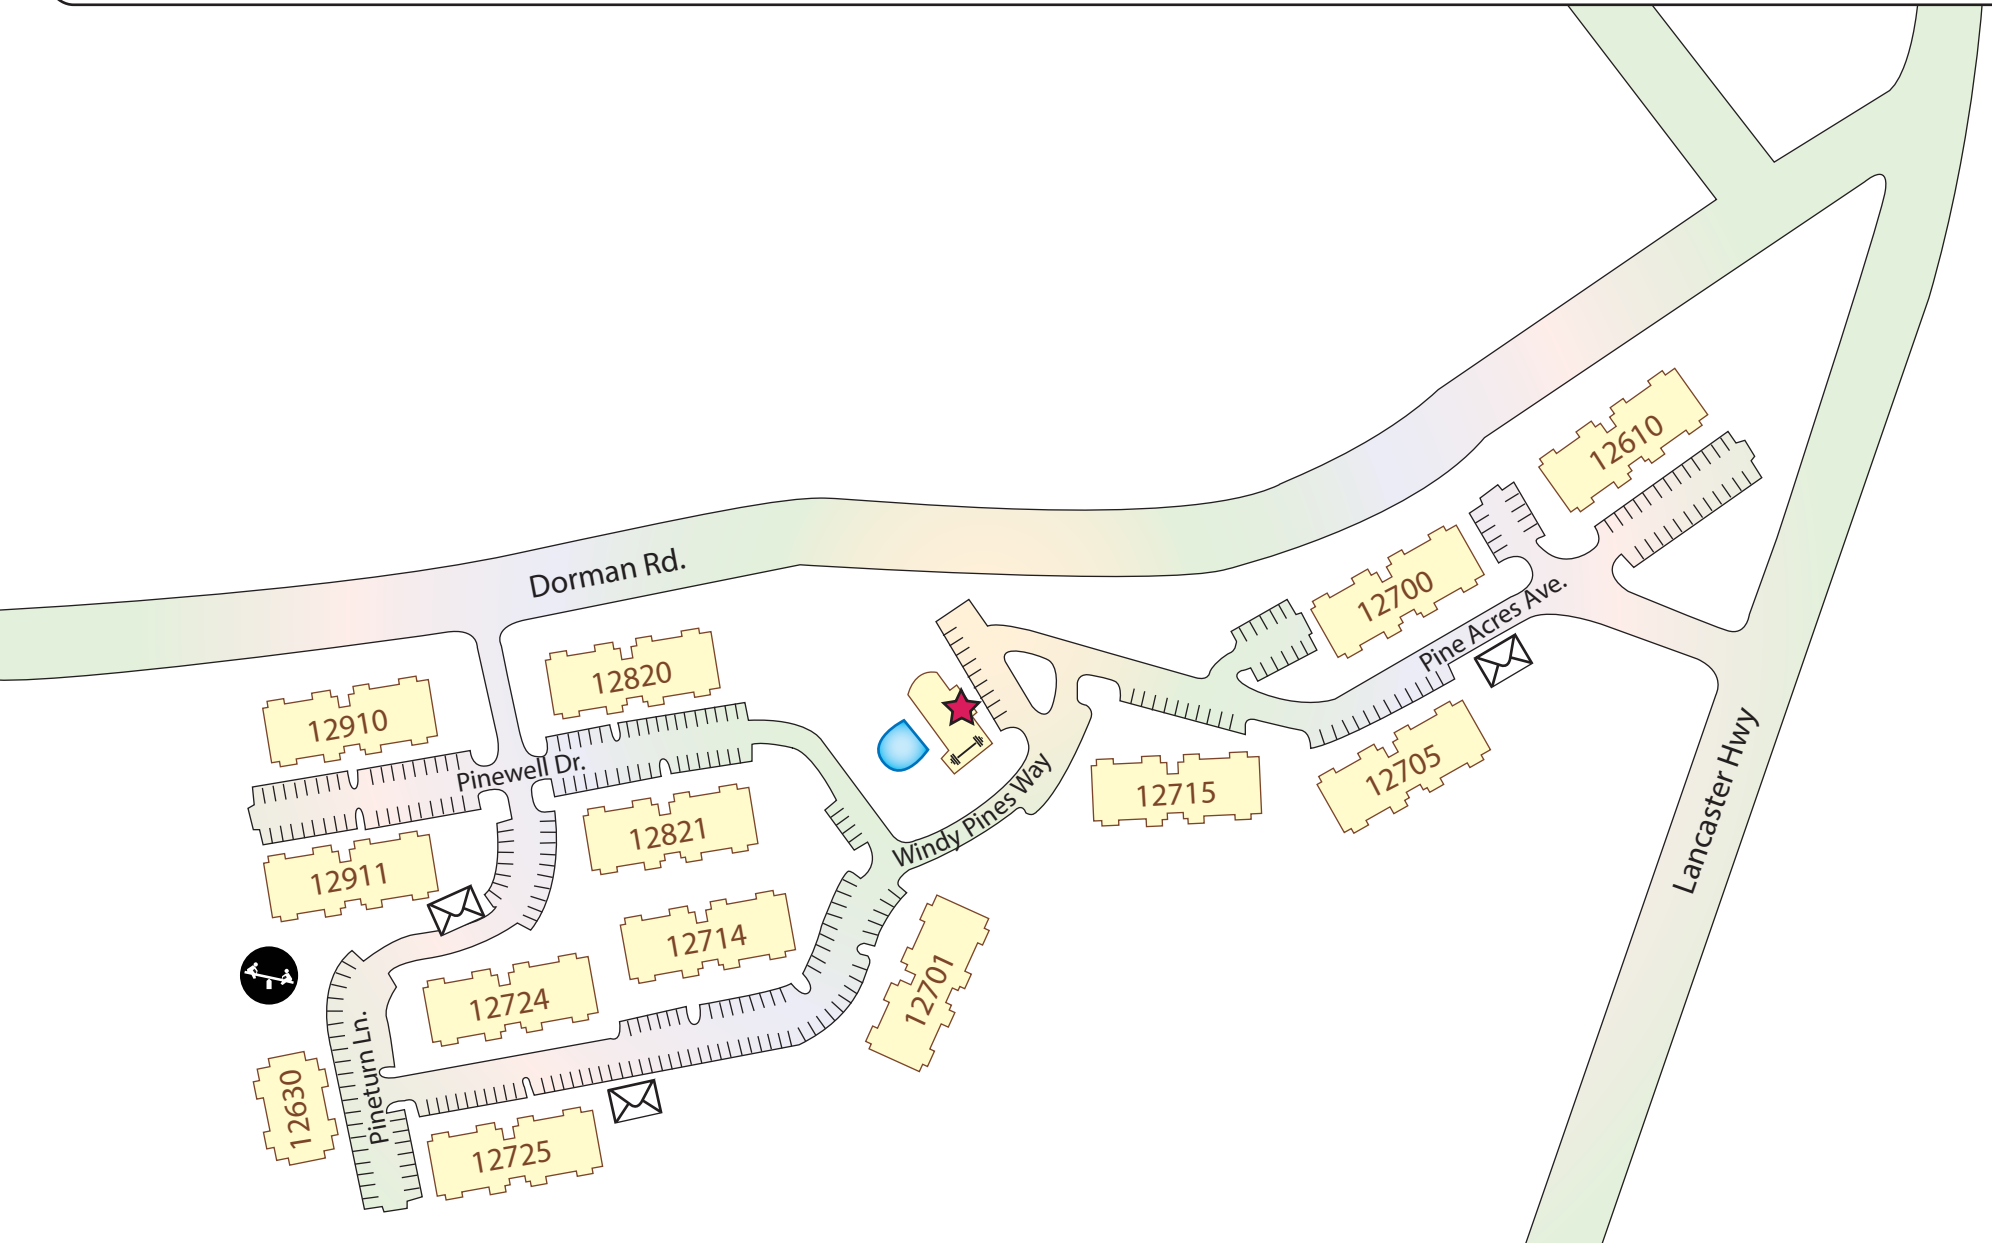 Dorman Rd.
12610
12700
Pine Acres Ave.
12820
12910
Pinewell Dr.
12715
12705
Lancaster Hwy
Windy Pines Way
12821
12911
12714
12701
12724
Pineturn Ln.
12630
12725